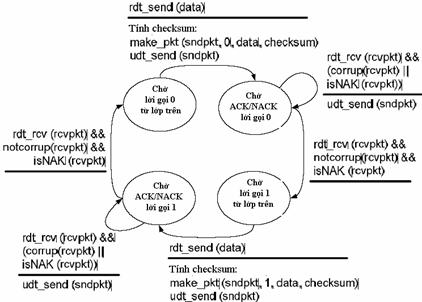 rdt_send (data)
Tính checksum:
make_pkt (sndpkt, 0, data, checksum)
udt_send (sndpkt)
Chờ
lời gọi 0
từ lớp trên
Chờ
ACK/NACK
lời gọi 0
rdt_rcv (rcvpkt) &&
(corrup(rcvpkt) ||
isNAK (rcvpkt))
udt_send (sndpkt)
rdt_rcv (rcvpkt) &&
notcorrup(rcvpkt) &&
isNAK (rcvpkt)
rdt_rcv (rcvpkt) &&
notcorrup(rcvpkt) &&
isNAK (rcvpkt)
Chờ
ACK/NACK
lời gọi 1
Chờ
lời gọi 1
từ lớp trên
rdt_rcv (rcvpkt) &&
(corrup(rcvpkt) ||
isNAK (rcvpkt))
udt_send (sndpkt)
rdt_send (data)
Tính checksum:
make_pkt (sndpkt, 1, data, checksum)
udt_send (sndpkt)